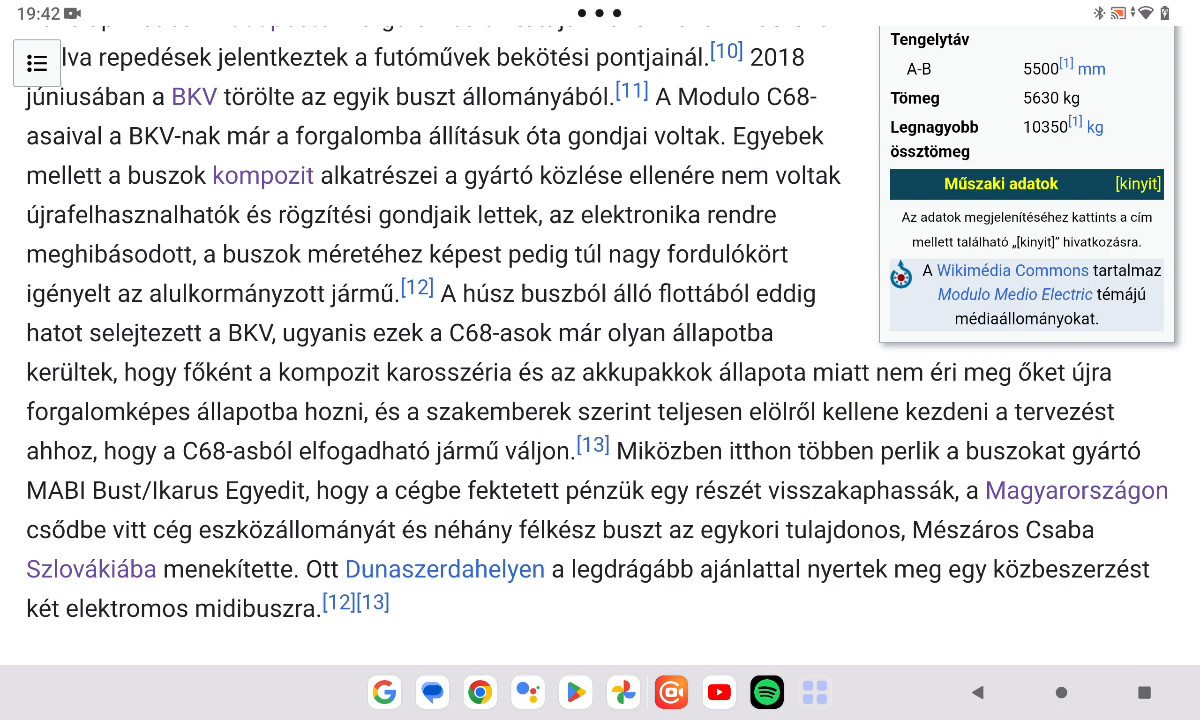 19:42
lva repedések jelentkeztek a futóművek bekötési pontjainál.[10] 2018
júniusában a BKV törölte az egyik buszt állományából.[11] A Modulo C68-
asaival a BKV-nak már a forgalomba állításuk óta gondjai voltak. Egyebek
mellett a buszok kompozit alkatrészei a gyártó közlése ellenére nem voltak
újrafelhasznalhatók és rögzítési gondjaik lettek, az elektronika rendre
meghibásodott, a buszok méretéhez képest pedig túl nagy fordulókört
igényelt az alulkormányzott jármű.[12] A húsz buszból álló flottából eddig
hatot selejtezett a BKV, ugyanis ezek a C68-asok már olyan állapotba
kerültek, hogy főként a kompozit karosszéria és az akkupakkok állapota miatt nem éri meg őket újra
forgalomképes állapotba hozni, és a szakemberek szerint teljesen elölről kellene kezdeni a tervezést
ahhoz, hogy a C68-asból elfogadható jármű váljon.[13] Miközben itthon többen perlik a buszokat gyártó
MABI Bust/Ikarus Egyedit, hogy a cégbe fektetett pénzük egy részét visszakaphassák, a Magyarországon
csődbe vitt cég eszközállományát és néhány félkész buszt az egykori tulajdonos, Mészáros Csaba
Szlovákiába menekítette. Ott Dunaszerdahelyen a legdrágább ajánlattal nyertek meg egy közbeszerzést
két elektromos midibuszra.[12][13]
Tengelytáv
A-B 5500[1] mm
Tömeg 5630 kg
Legnagyobb 10350[1] kg
össztömeg
Műszaki adatok [kinyit]
Az adatok megjelenítéséhez kattints a cím
mellett található „[kinyit]” hivatkozásra.
A Wikimédia Commons tartalmaz
Modulo Medio Electric témájú
médiaállományokat.